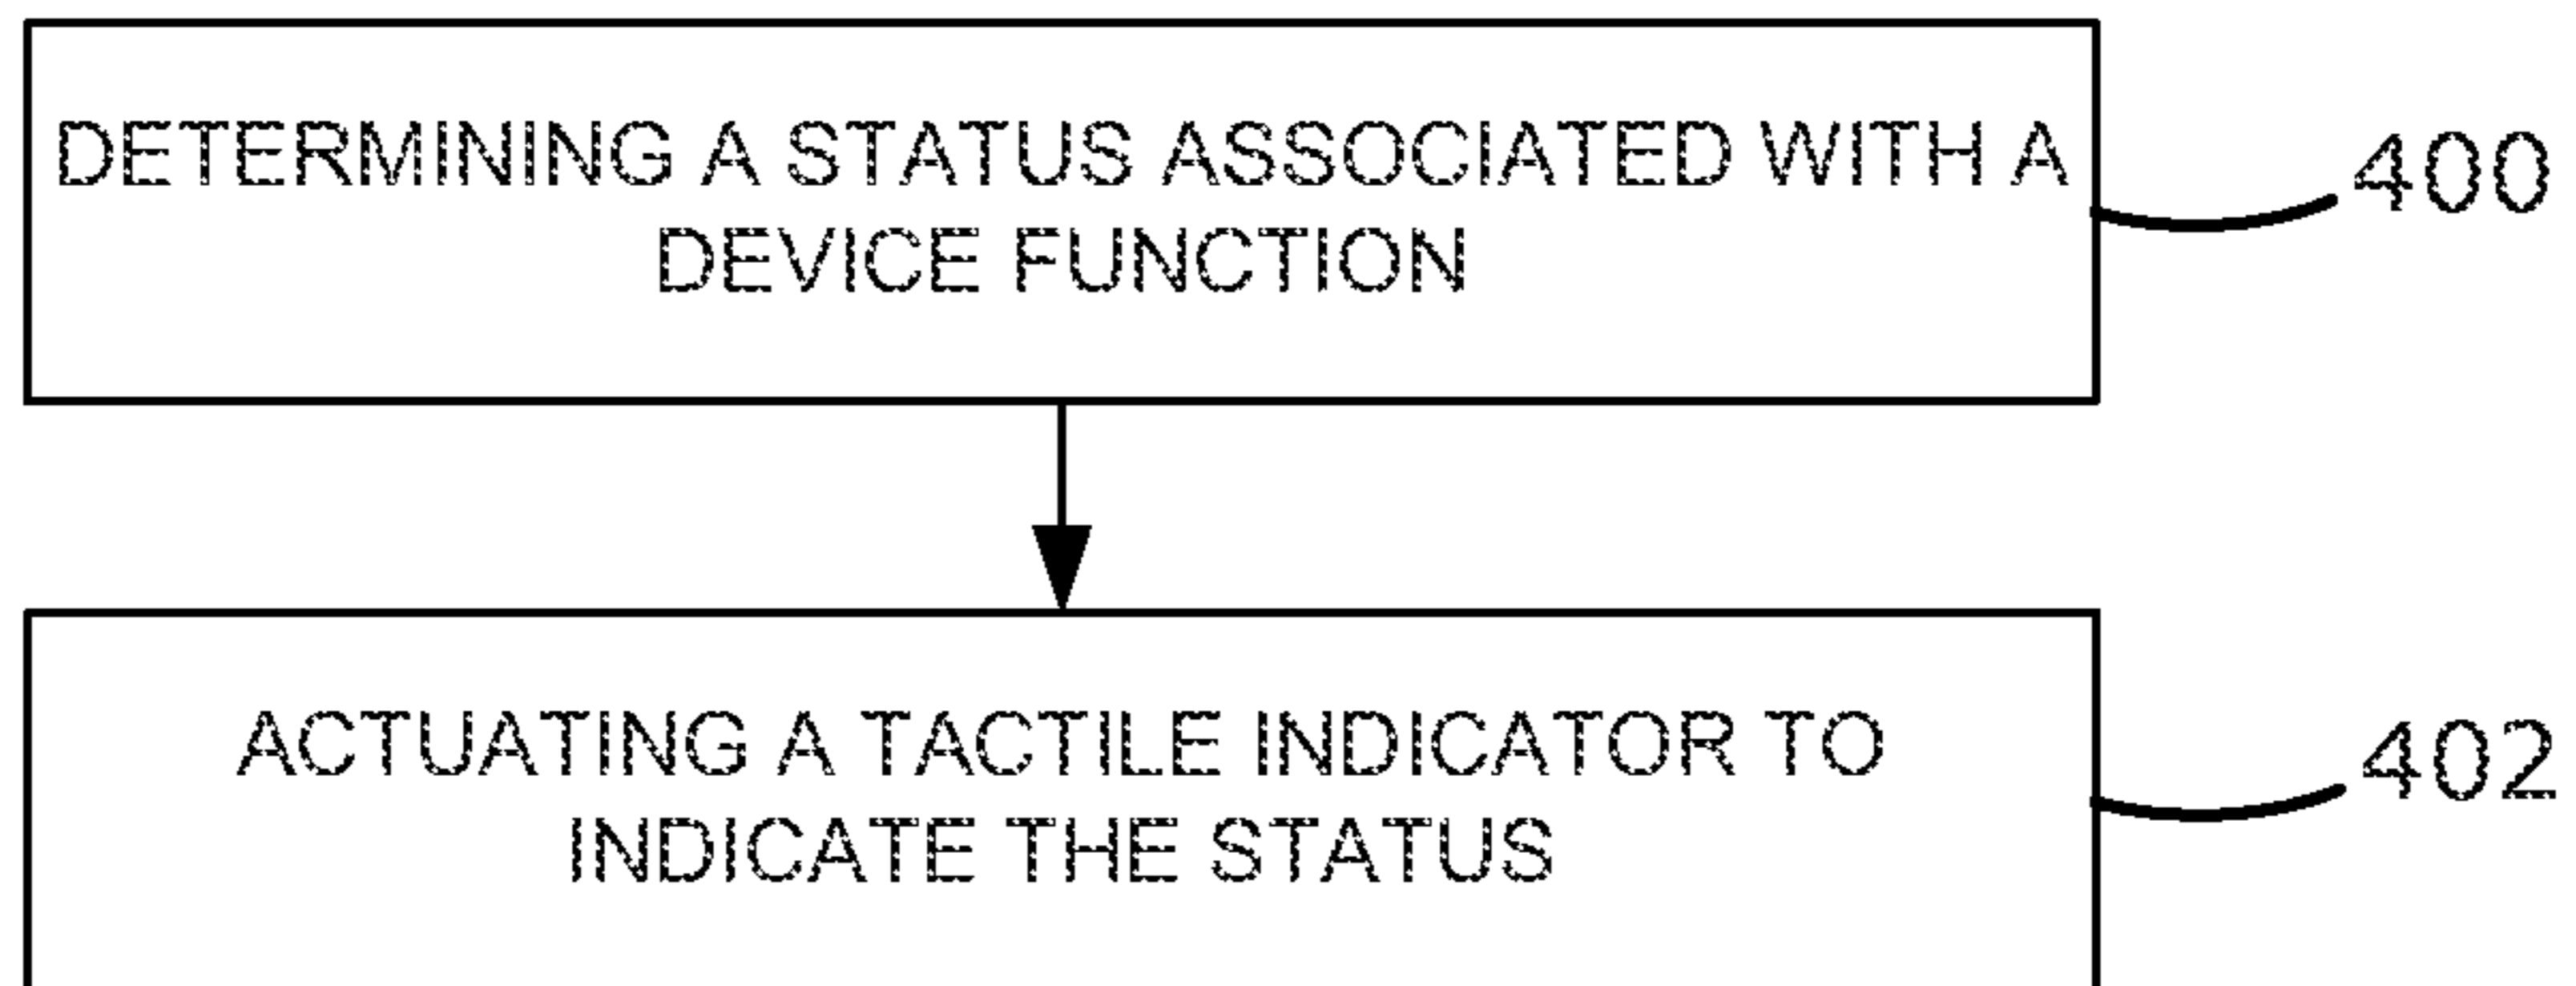 DETERMINING A STATUS ASSOCIATED WITH A
DEVICE FUNCTION
400
ACTUATING A TACTILE INDICATOR TO
INDICATE THE STATUS
402